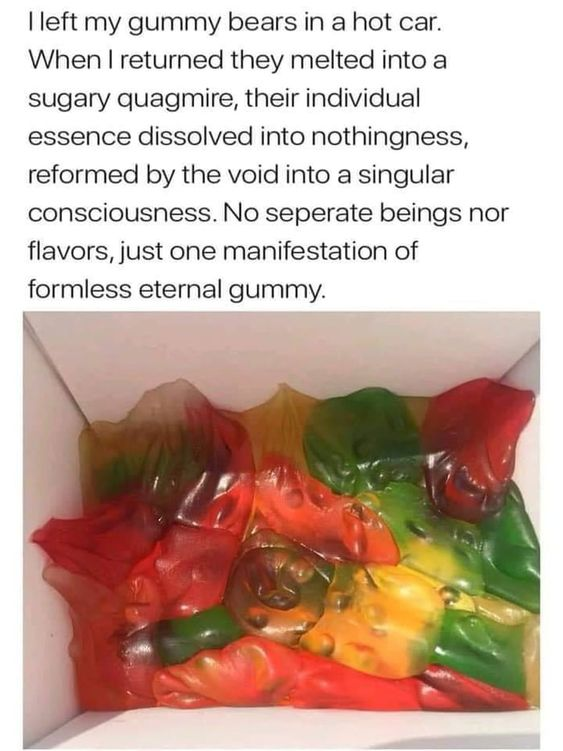 I left my gummy bears in a hot car.
When I returned they melted into a
sugary quagmire, their individual
essence dissolved into nothingness,
reformed by the void into a singular
consciousness. No seperate beings nor
flavors, just one manifestation of
formless eternal gummy.